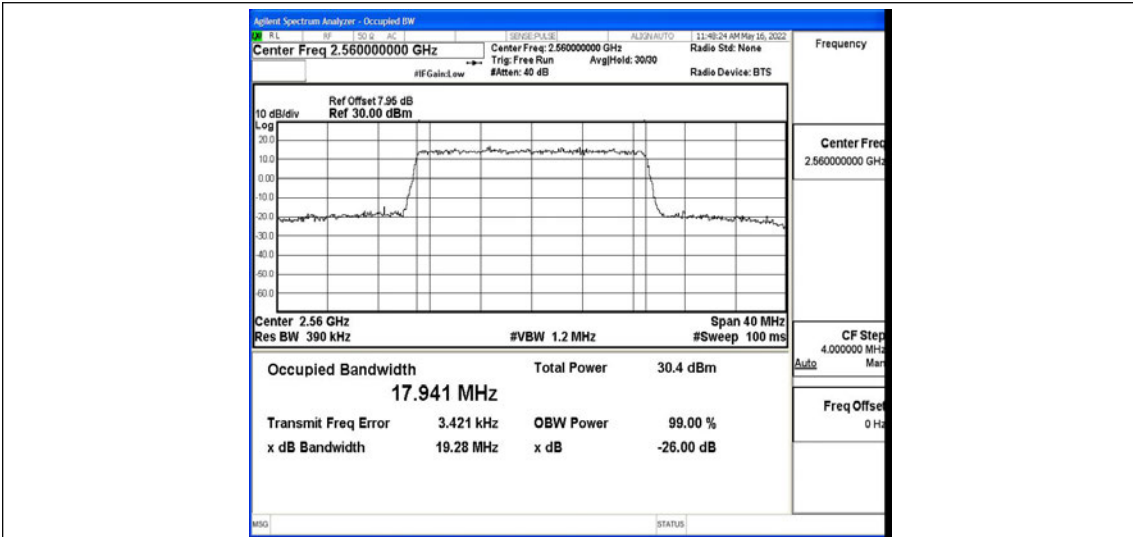 Agilent Spectrum Analyzer - Occupied BW
RL RF 50 Ω AC SENSE:PULSE ALIGNAUTO 11:48:24 AM May 16, 2022
Center Freq 2.560000000 GHz
#IFGain:Low
Center Freq: 2.560000000 GHz
Trig: Free Run Avg|Hold: 30/30
#Atten: 40 dB
Radio Std: None
Radio Device: BTS
Ref Offset 7.95 dB
10 dB/div Ref 30.00 dBm
Log
20.0
10.0
0.00
-10.0
-20.0
-30.0
-40.0
-50.0
-60.0
Center 2.56 GHz Span 40 MHz
Res BW 390 kHz #VBW 1.2 MHz #Sweep 100 ms
Occupied Bandwidth Total Power 30.4 dBm
17.941 MHz
Transmit Freq Error 3.421 kHz OBW Power 99.00 %
x dB Bandwidth 19.28 MHz x dB -26.00 dB
MSG STATUS
Frequency
Center Freq
2.560000000 GHz
CF Step
4.000000 MHz
Auto Man
Freq Offset
0 Hz